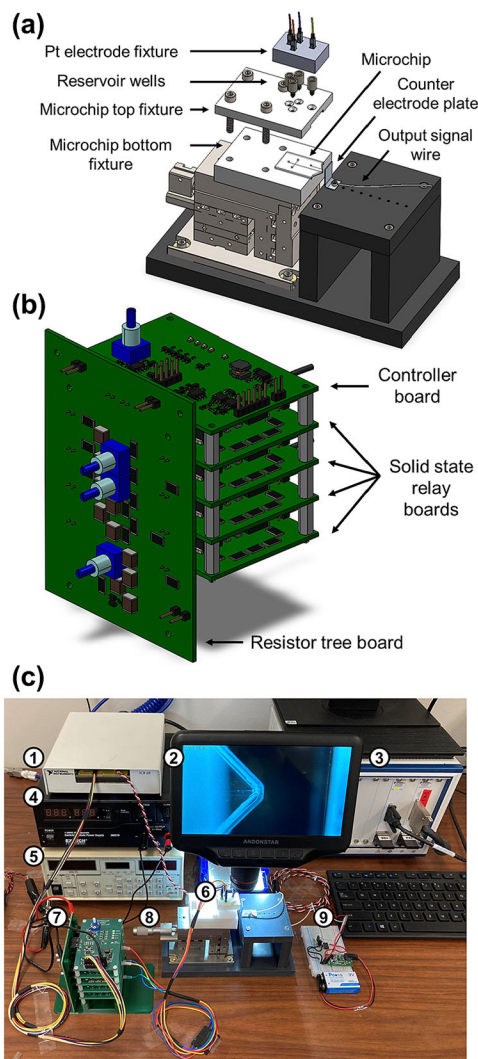 (a)
Pt electrode fixture
Reservoir wells
Microchip top fixture
Microchip bottom
fixture
Microchip
Counter
electrode plate
Output signal
wire
(b)
Controller
board
Solid state
relay
boards
Resistor tree board
(c)
1
2
3
4
5
6
7
8
9
ANDONSTAR